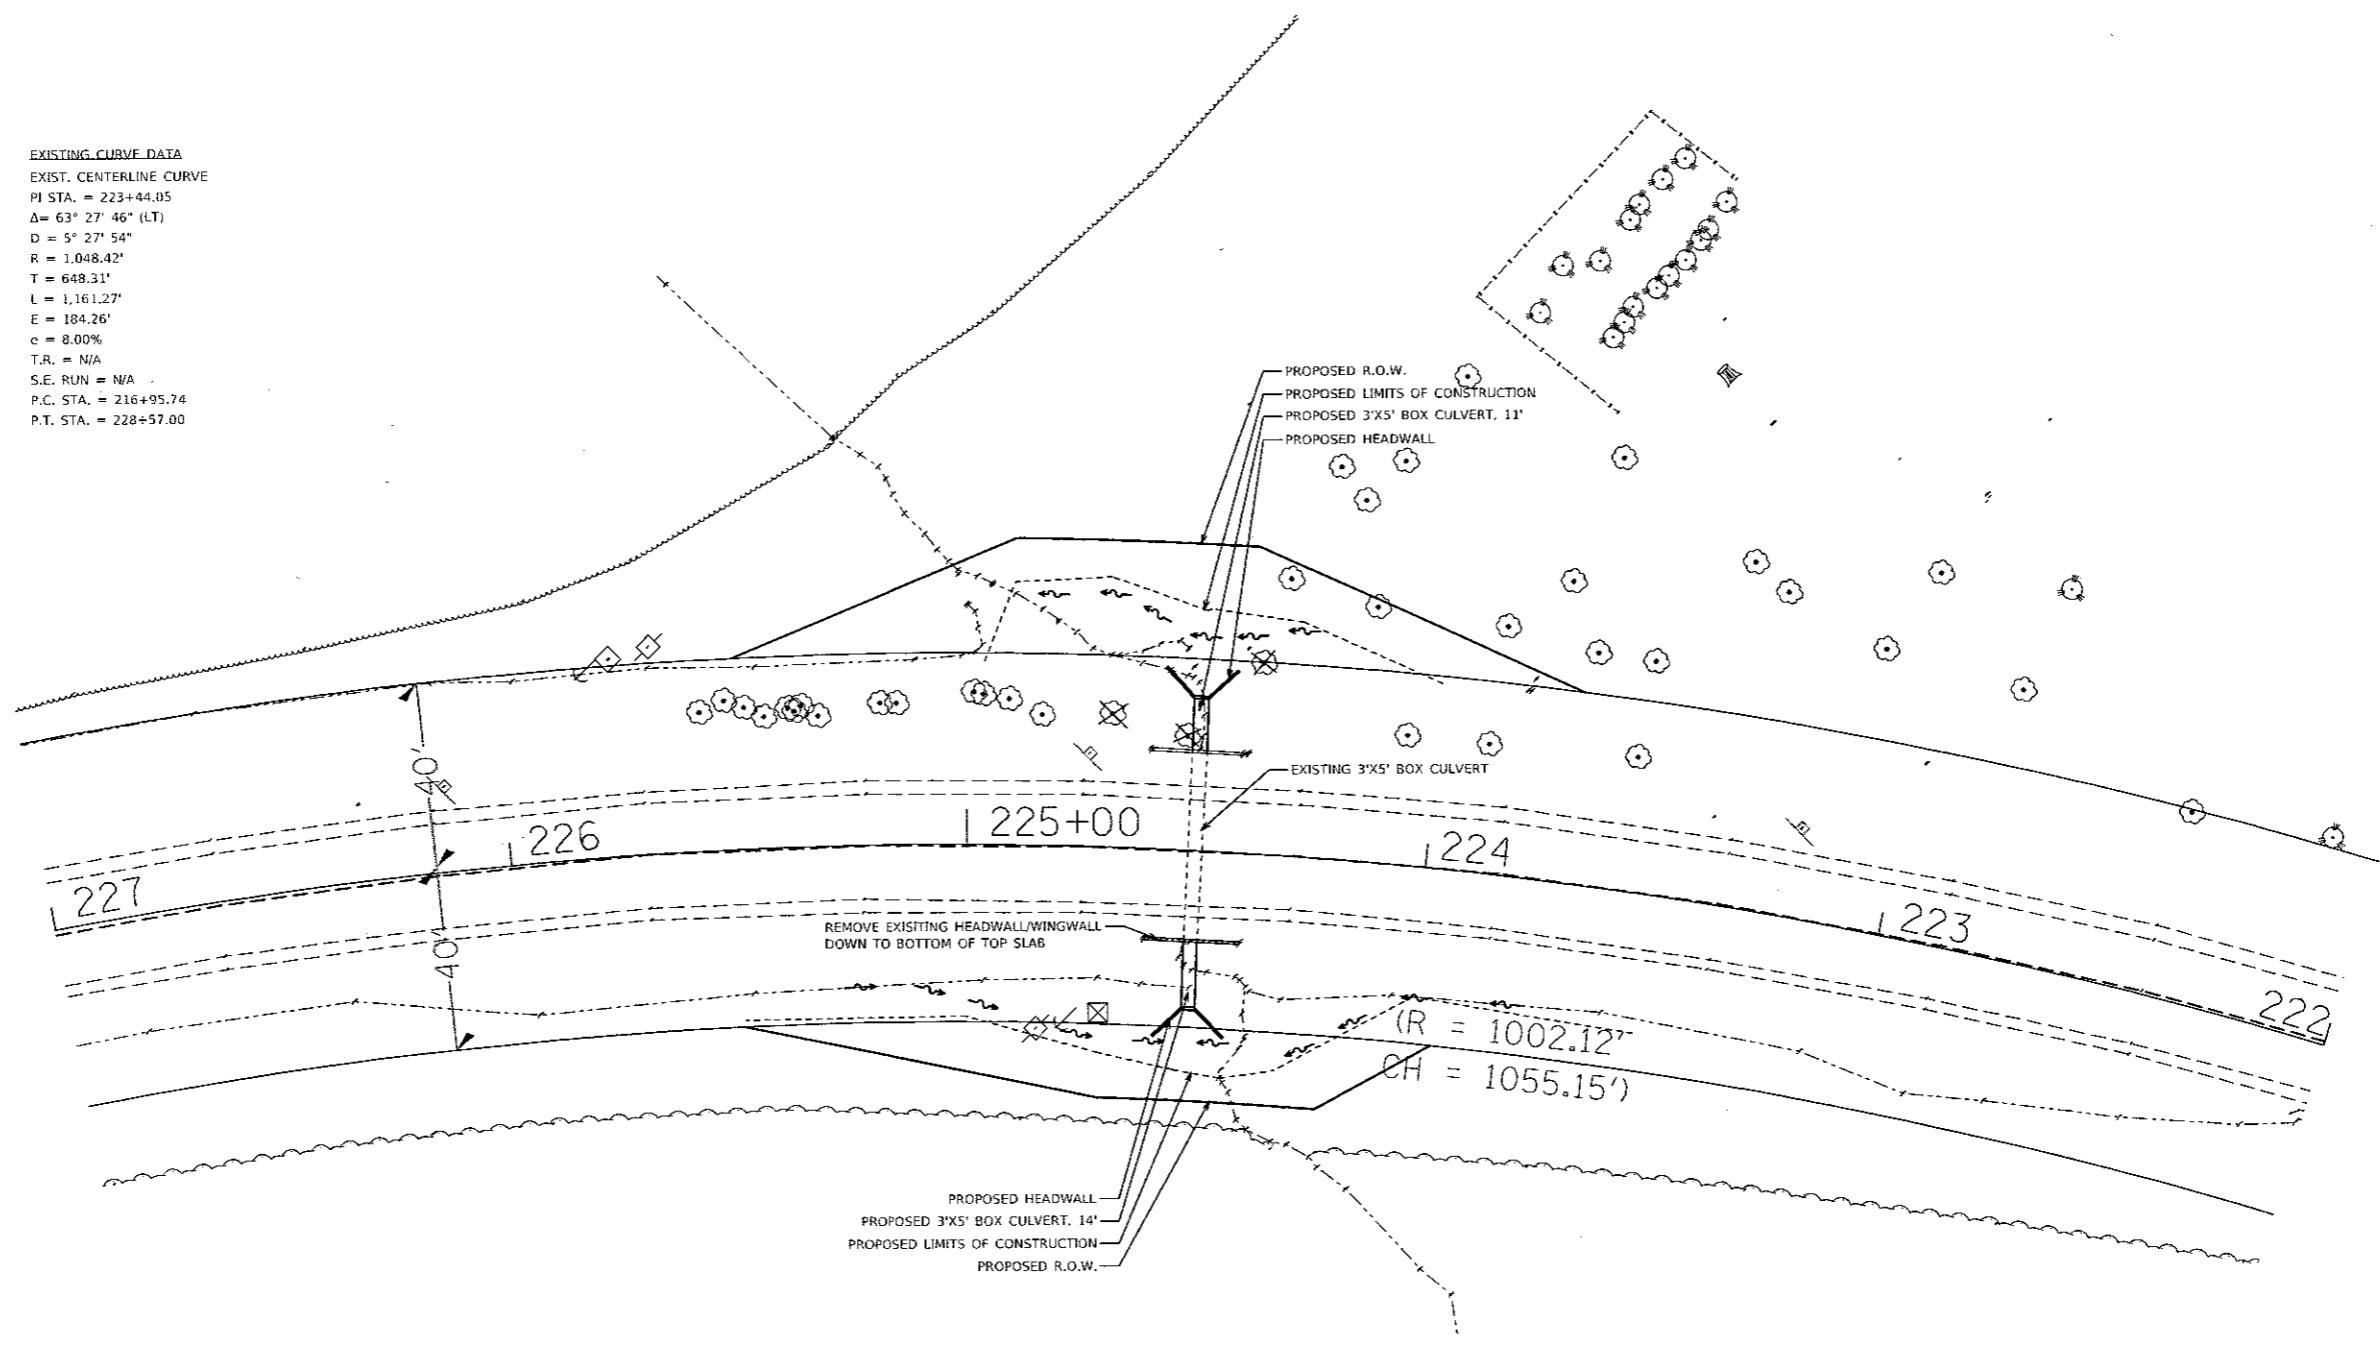 EXISTING CURVE DATA
EXIST. CENTERLINE CURVE
PI STA. = 223+44.05
Δ= 63° 27' 46" (LT)
D = 5° 27' 54"
R = 1,048.42'
T = 648.31'
L = 1,161.27'
E = 184.26'
e = 8.00%
T.R. = N/A
S.E. RUN = N/A
P.C. STA. = 216+95.74
P.T. STA. = 228+57.00
PROPOSED R.O.W.
PROPOSED LIMITS OF CONSTRUCTION
PROPOSED 3'X5' BOX CULVERT, 11'
PROPOSED HEADWALL
40'
EXISTING 3'X5' BOX CULVERT
227
226
225+00
224
223
222
REMOVE EXISITING HEADWALL/WINGWALL
DOWN TO BOTTOM OF TOP SLAB
40'
(R = 1002.12'
CH = 1055.15')
PROPOSED HEADWALL
PROPOSED 3'X5' BOX CULVERT, 14'
PROPOSED LIMITS OF CONSTRUCTION
PROPOSED R.O.W.